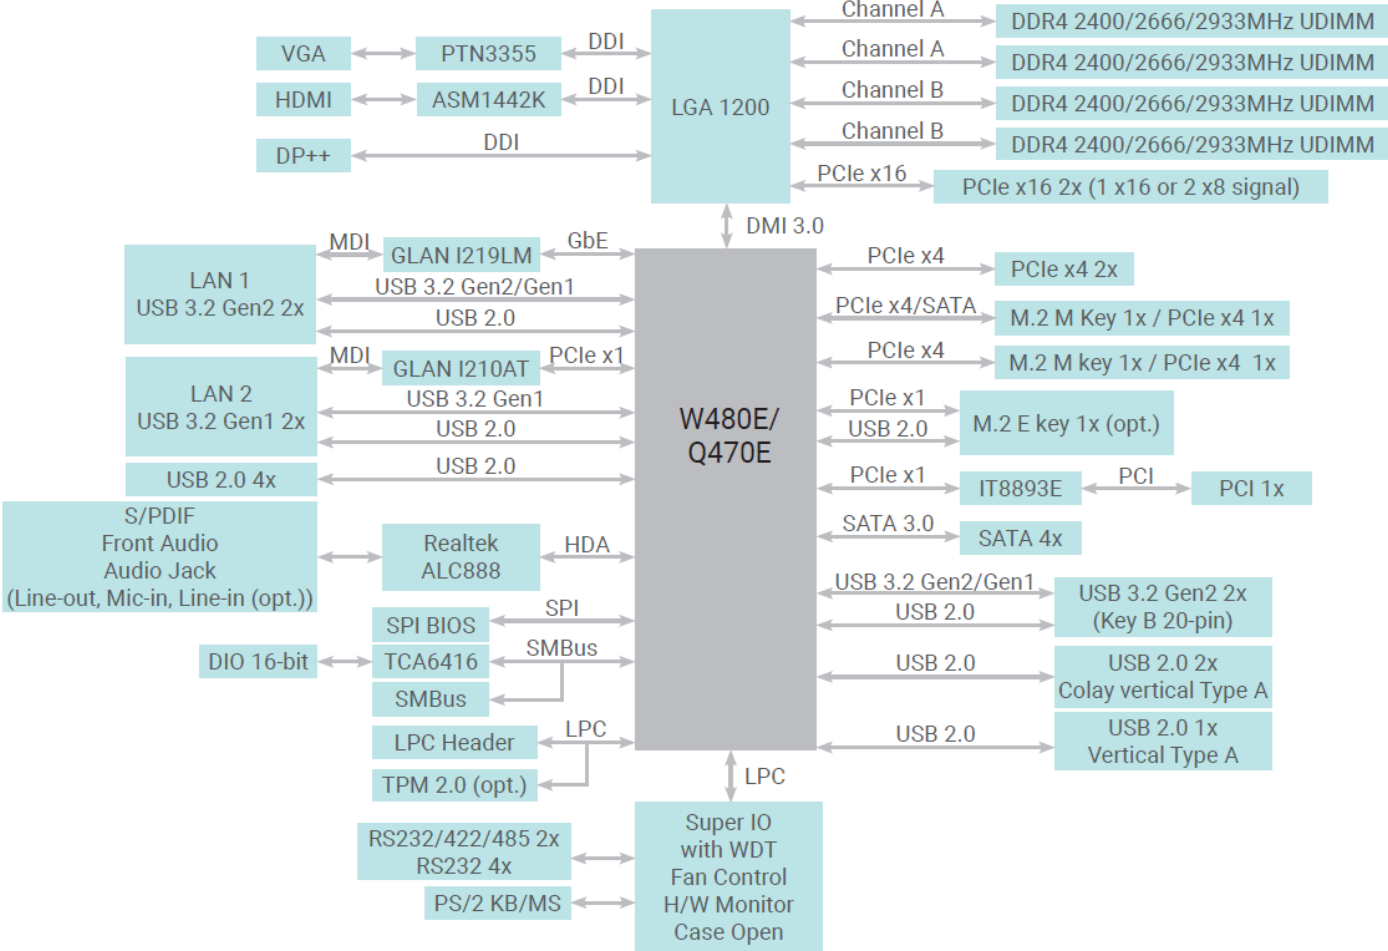 Channel A
DDR4 2400/2666/2933MHz UDIMM
VGA
PTN3355
DDI
Channel A
DDR4 2400/2666/2933MHz UDIMM
HDMI
ASM1442K
DDI
LGA 1200
Channel B
DDR4 2400/2666/2933MHz UDIMM
DP++
DDI
Channel B
DDR4 2400/2666/2933MHz UDIMM
PCIe x16
PCIe x16 2x (1 x16 or 2 x8 signal)
DMI 3.0
LAN 1
USB 3.2 Gen2 2x
MDI
GLAN I219LM
GbE
USB 3.2 Gen2/Gen1
USB 2.0
LAN 2
USB 3.2 Gen1 2x
MDI
GLAN I210AT
PCIe x1
USB 3.2 Gen1
USB 2.0
USB 2.0 4x
USB 2.0
S/PDIF
Front Audio
Audio Jack
(Line-out, Mic-in, Line-in (opt.))
Realtek
ALC888
HDA
SPI BIOS
SPI
DIO 16-bit
TCA6416
SMBus
SMBus
LPC Header
LPC
TPM 2.0 (opt.)
W480E/
Q470E
PCIe x4
PCIe x4 2x
PCIe x4/SATA
M.2 M Key 1x / PCIe x4 1x
PCIe x4
M.2 M key 1x / PCIe x4 1x
PCIe x1
USB 2.0
M.2 E key 1x (opt.)
PCIe x1
IT8893E
PCI
PCI 1x
SATA 3.0
SATA 4x
USB 3.2 Gen2/Gen1
USB 2.0
USB 3.2 Gen2 2x
(Key B 20-pin)
USB 2.0
USB 2.0 2x
Colay vertical Type A
USB 2.0
USB 2.0 1x
Vertical Type A
LPC
RS232/422/485 2x
RS232 4x
PS/2 KB/MS
Super IO
with WDT
Fan Control
H/W Monitor
Case Open